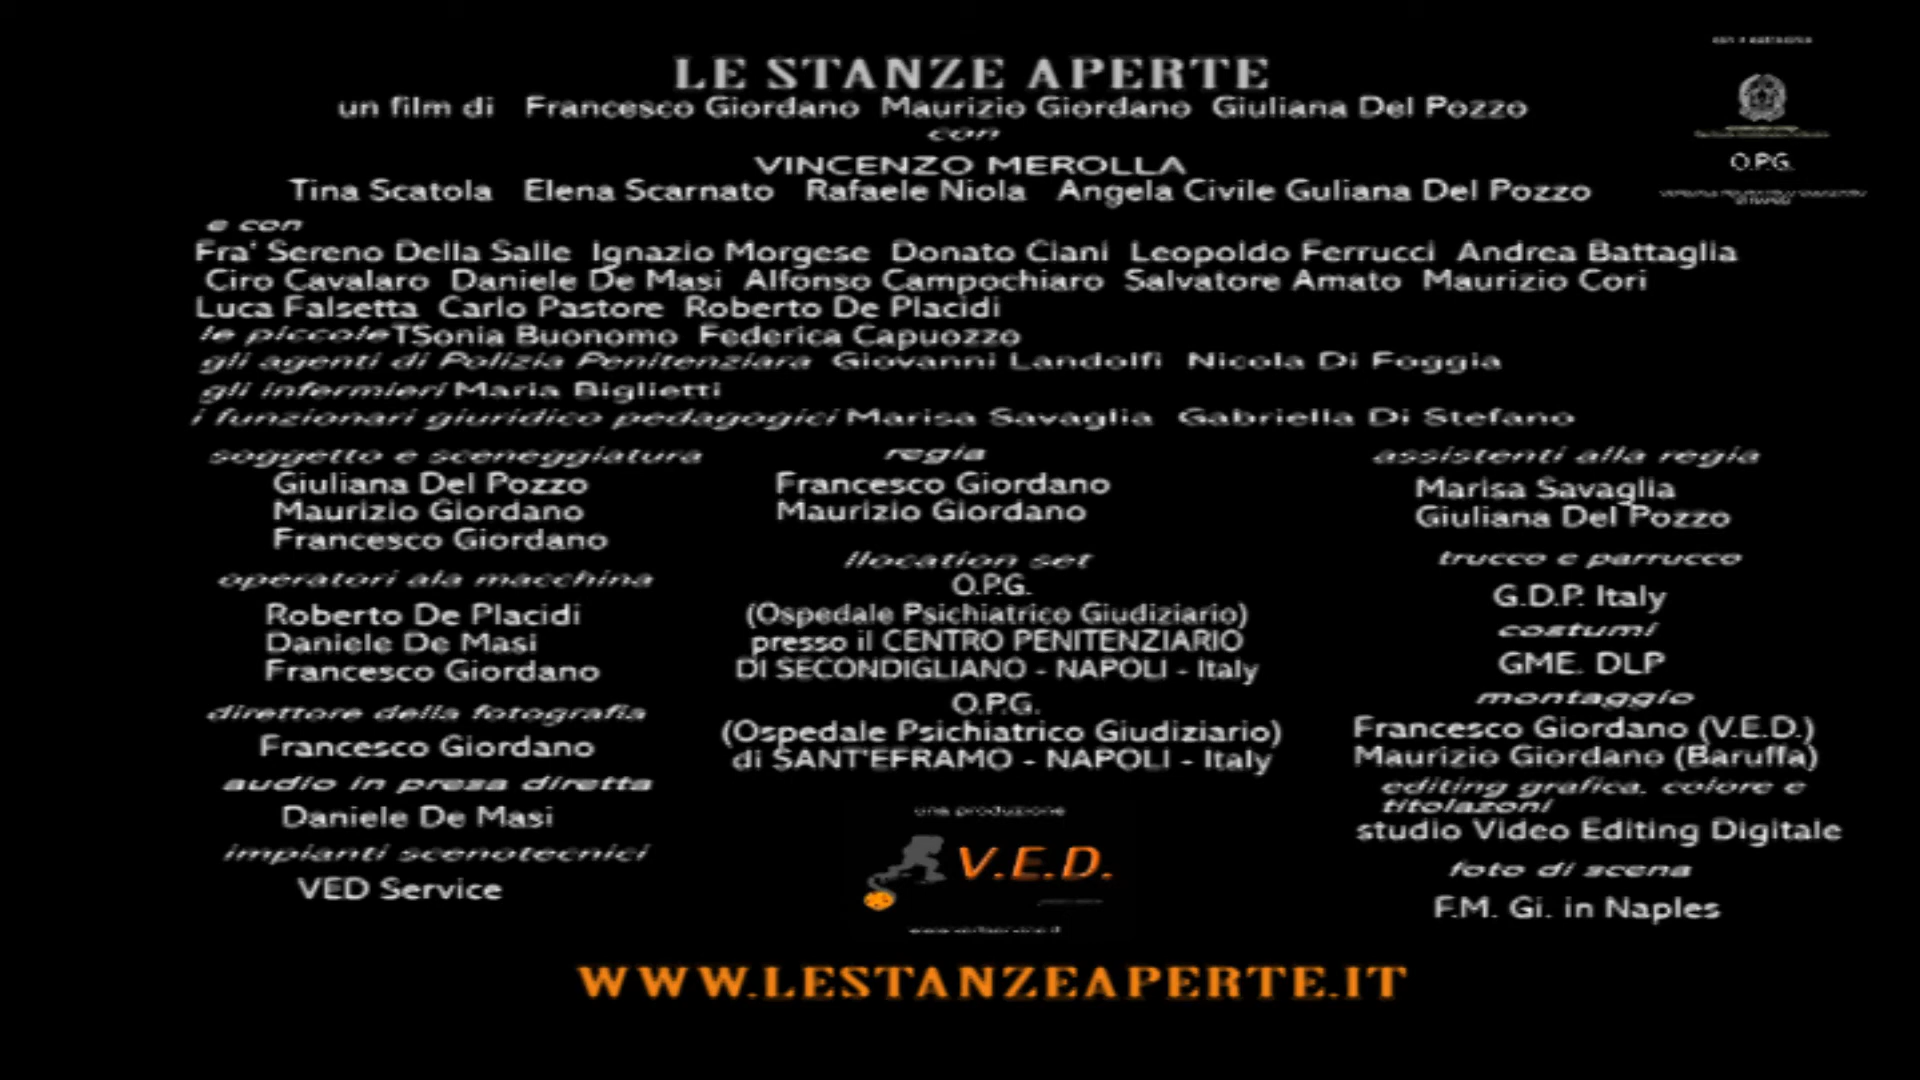 LE STANZE APERTE
un film di Francesco Giordano Maurizio Giordano Giuliana Del Pozzo
con
VINCENZO MEROLLA
Tina Scatola Elena Scarnato Rafaele Niola Angela Civile Guliana Del Pozzo
O.P.G.
e con
Fra' Sereno Della Salle Ignazio Morgese Donato Ciani Leopoldo Ferrucci Andrea Battaglia
Ciro Cavalaro Daniele De Masi Alfonso Campochiaro Salvatore Amato Maurizio Cori
Luca Falsetta Carlo Pastore Roberto De Placidi
le piccole TSonia Buonomo Federica Capuozzo
gli agenti di Polizia Penitenziara Giovanni Landolfi Nicola Di Foggia
gli infermieri Maria Biglietti
i funzionari giuridico pedagogici Marisa Savaglia Gabriella Di Stefano
soggetto e sceneggiatura
Giuliana Del Pozzo
Maurizio Giordano
Francesco Giordano
operatori ala macchina
Roberto De Placidi
Daniele De Masi
Francesco Giordano
direttore della fotografia
Francesco Giordano
audio in presa diretta
Daniele De Masi
impianti scenotecnici
VED Service
regia
Francesco Giordano
Maurizio Giordano
llocation set
O.P.G.
(Ospedale Psichiatrico Giudiziario)
presso il CENTRO PENITENZIARIO
DI SECONDIGLIANO - NAPOLI - Italy
O.P.G.
(Ospedale Psichiatrico Giudiziario)
di SANT'EFRAMO - NAPOLI - Italy
una produzione
V.E.D.
assistenti alla regia
Marisa Savaglia
Giuliana Del Pozzo
trucco e parrucco
G.D.P. Italy
costumi
GME. DLP
montaggio
Francesco Giordano (V.E.D.)
Maurizio Giordano (Baruffa)
editing grafica. colore e
titolazoni
studio Video Editing Digitale
foto di scena
F.M. Gi. in Naples
WWW.LESTANZEAPERTE.IT